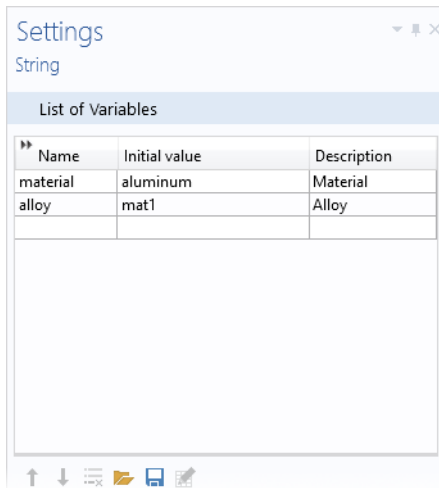 Settings
String
List of Variables
Name Initial value Description
material aluminum Material
alloy mat1 Alloy